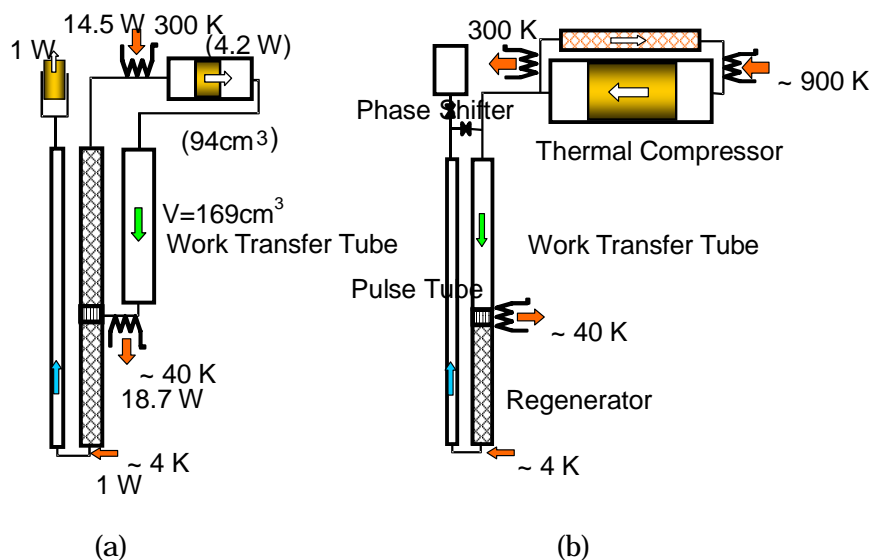 14.5 W 300 K
1 W
(4.2 W)
(94cm³)
V=169cm³
Work Transfer Tube
~ 40 K
18.7 W
~ 4 K
1 W
(a)
300 K
~ 900 K
Phase Shifter
Thermal Compressor
Work Transfer Tube
Pulse Tube
~ 40 K
Regenerator
~ 4 K
(b)